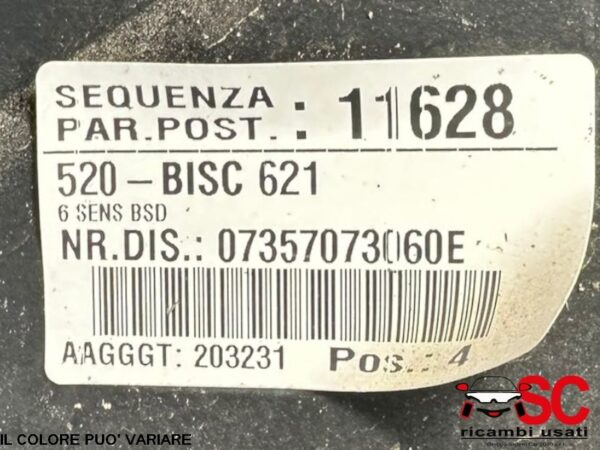 SEQUENZA
PAR.POST. : 11628
520-BISC 621
6 SENS BSD
NR.DIS.: 07357073060E
AAGGGT: 203231 Pos.: 4
SC
ricambi usati
IL COLORE PUO' VARIARE